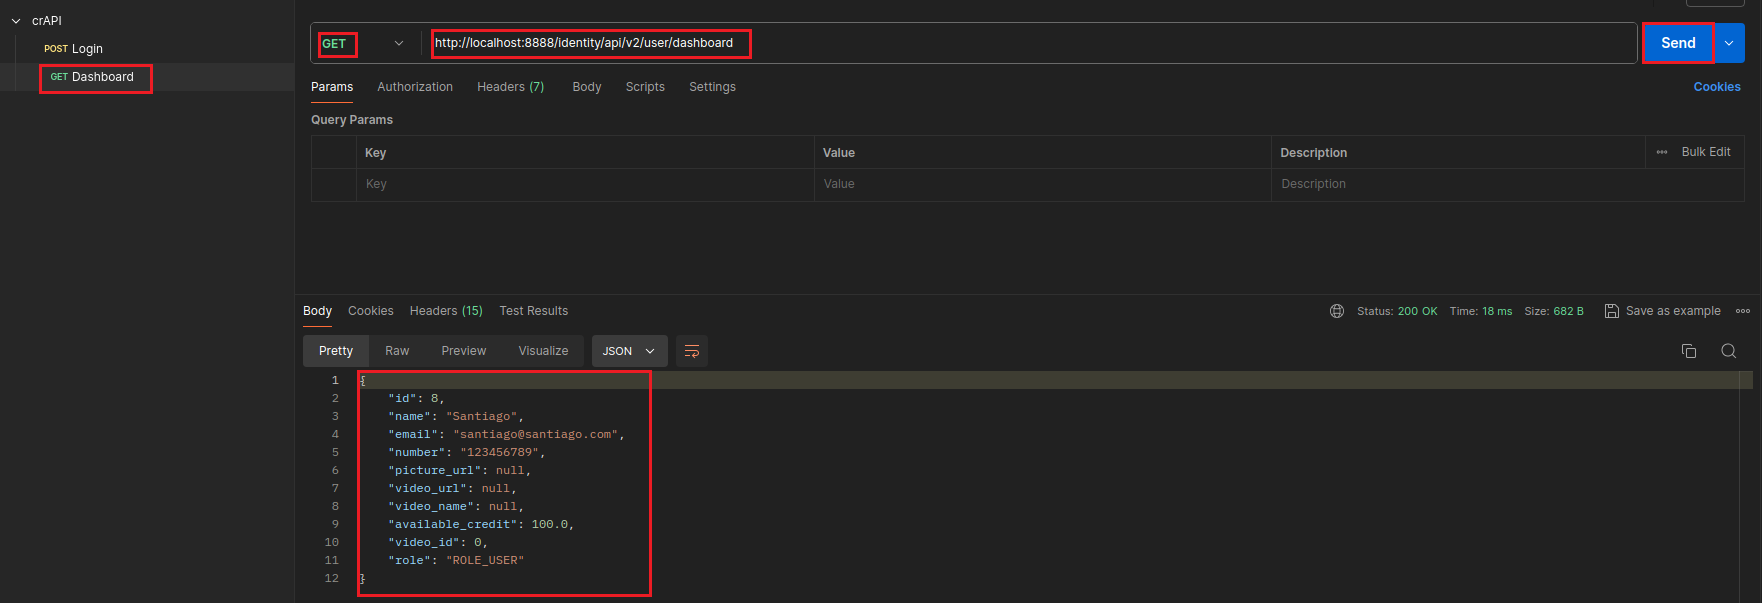 crAPI
POST Login
GET Dashboard
GET http://localhost:8888/identity/api/v2/user/dashboard Send
Params Authorization Headers (7) Body Scripts Settings Cookies
Query Params
Key Value Description ••• Bulk Edit
Key Value Description
Body Cookies Headers (15) Test Results Status: 200 OK Time: 18 ms Size: 682 B Save as example
Pretty Raw Preview Visualize JSON
1 {
2 "id": 8,
3 "name": "Santiago",
4 "email": "santiago@santiago.com",
5 "number": "123456789",
6 "picture_url": null,
7 "video_url": null,
8 "video_name": null,
9 "available_credit": 100.0,
10 "video_id": 0,
11 "role": "ROLE_USER"
12 }